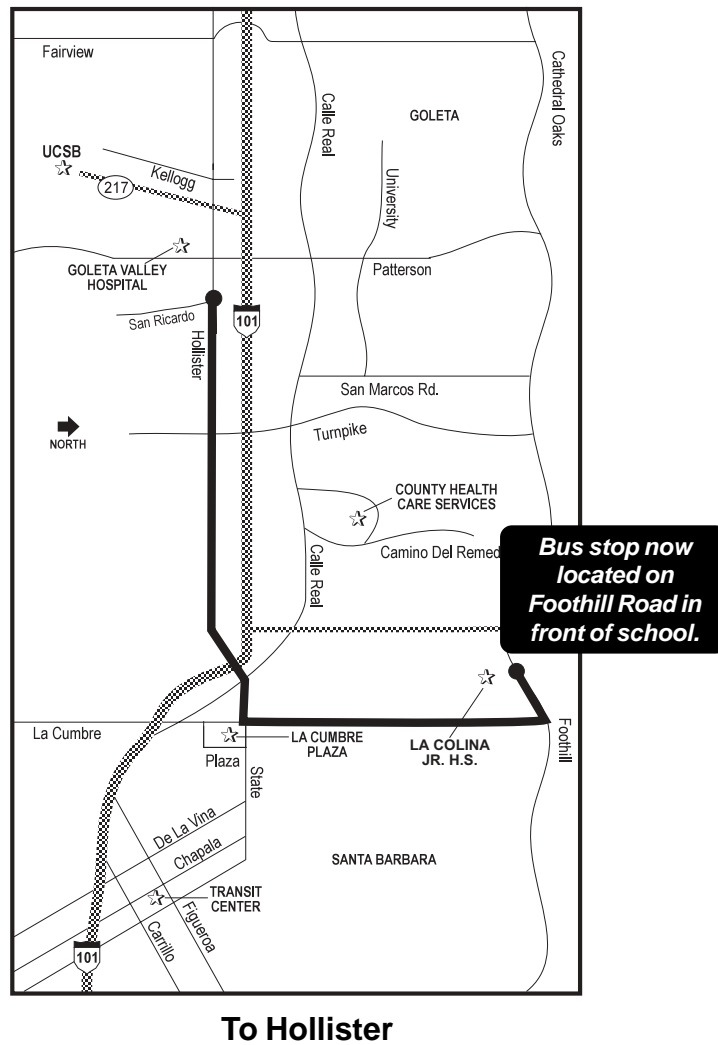 Fairview
Calle Real
Cathedral Oaks
GOLETA
UCSB
Kellogg
217
University
GOLETA VALLEY
HOSPITAL
Patterson
San Ricardo
Hollister
101
San Marcos Rd.
NORTH
Turnpike
COUNTY HEALTH
CARE SERVICES
Camino Del Remed
Calle Real
Bus stop now
located on
Foothill Road in
front of school.
La Cumbre
LA CUMBRE
PLAZA
Plaza
State
LA COLINA
JR. H.S.
Foothill
De La Vina
Chapala
SANTA BARBARA
TRANSIT
CENTER
Figueroa
Carrillo
101
To Hollister